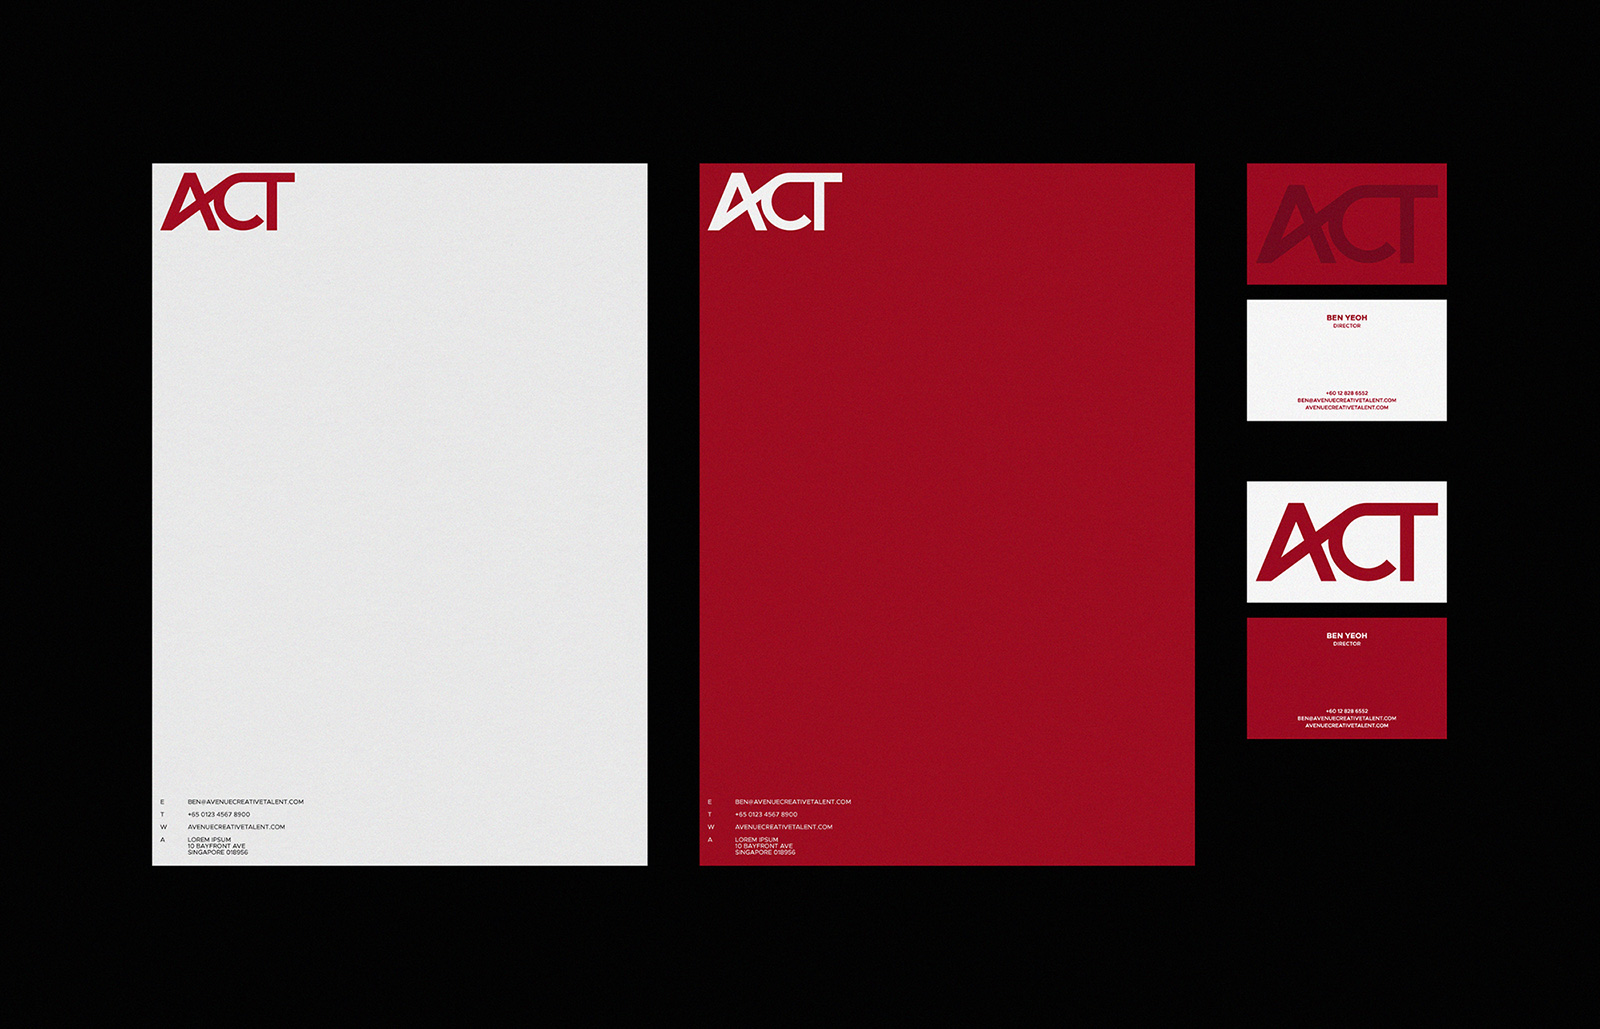 ACT
E BEN@AVENUECREATIVETALENT.COM
T +65 0123 4567 8900
W AVENUECREATIVETALENT.COM
A LOREM IPSUM
10 BAYFRONT AVE
SINGAPORE 018956
ACT
E BEN@AVENUECREATIVETALENT.COM
T +65 0123 4567 8900
W AVENUECREATIVETALENT.COM
A LOREM IPSUM
10 BAYFRONT AVE
SINGAPORE 018956
ACT
BEN YEOH
DIRECTOR
+60 12 828 6552
BEN@AVENUECREATIVETALENT.COM
AVENUECREATIVETALENT.COM
ACT
BEN YEOH
DIRECTOR
+60 12 828 6552
BEN@AVENUECREATIVETALENT.COM
AVENUECREATIVETALENT.COM